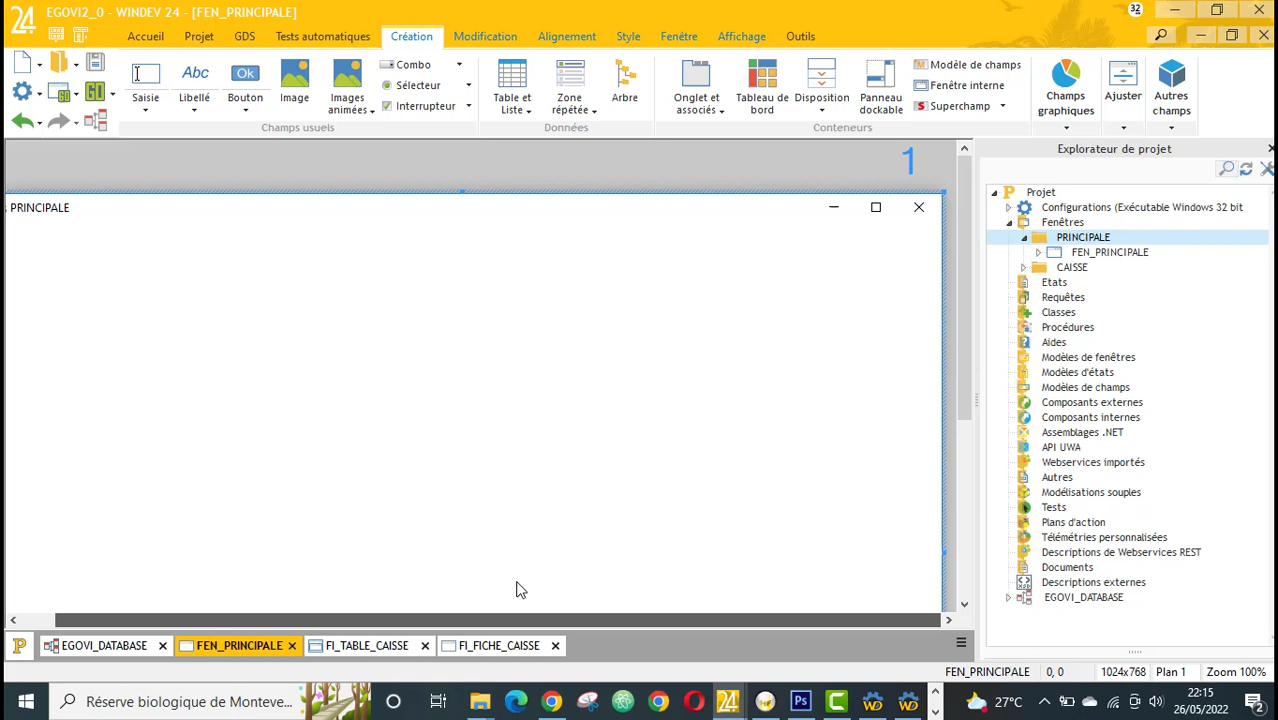 24 EGOVI2_0 - WINDEV 24 - [FEN_PRINCIPALE] 32
Accueil Projet GDS Tests automatiques Création Modification Alignement Style Fenêtre Affichage Outils
Saisie Abc Libellé Ok Bouton Image Images animées Combo Sélecteur Interrupteur
Champs usuels
Table et Liste Zone répétée Arbre
Données
Onglet et associés Tableau de bord Disposition Panneau dockable Modèle de champs Fenêtre interne Superchamp
Conteneurs
Champs graphiques Ajuster Autres champs
1
PRINCIPALE
Explorateur de projet
Projet
Configurations (Exécutable Windows 32 bit
Fenêtres
PRINCIPALE
FEN_PRINCIPALE
CAISSE
Etats
Requêtes
Classes
Procédures
Aides
Modèles de fenêtres
Modèles d'états
Modèles de champs
Composants externes
Composants internes
Assemblages .NET
API UWA
Webservices importés
Autres
Modélisations souples
Tests
Plans d'action
Télémétries personnalisées
Descriptions de Webservices REST
Documents
Descriptions externes
EGOVI_DATABASE
EGOVI_DATABASE FEN_PRINCIPALE FI_TABLE_CAISSE FI_FICHE_CAISSE
FEN_PRINCIPALE 0, 0 1024x768 Plan 1 Zoom 100%
Réserve biologique de Monteve... 27°C 22:15
26/05/2022 2